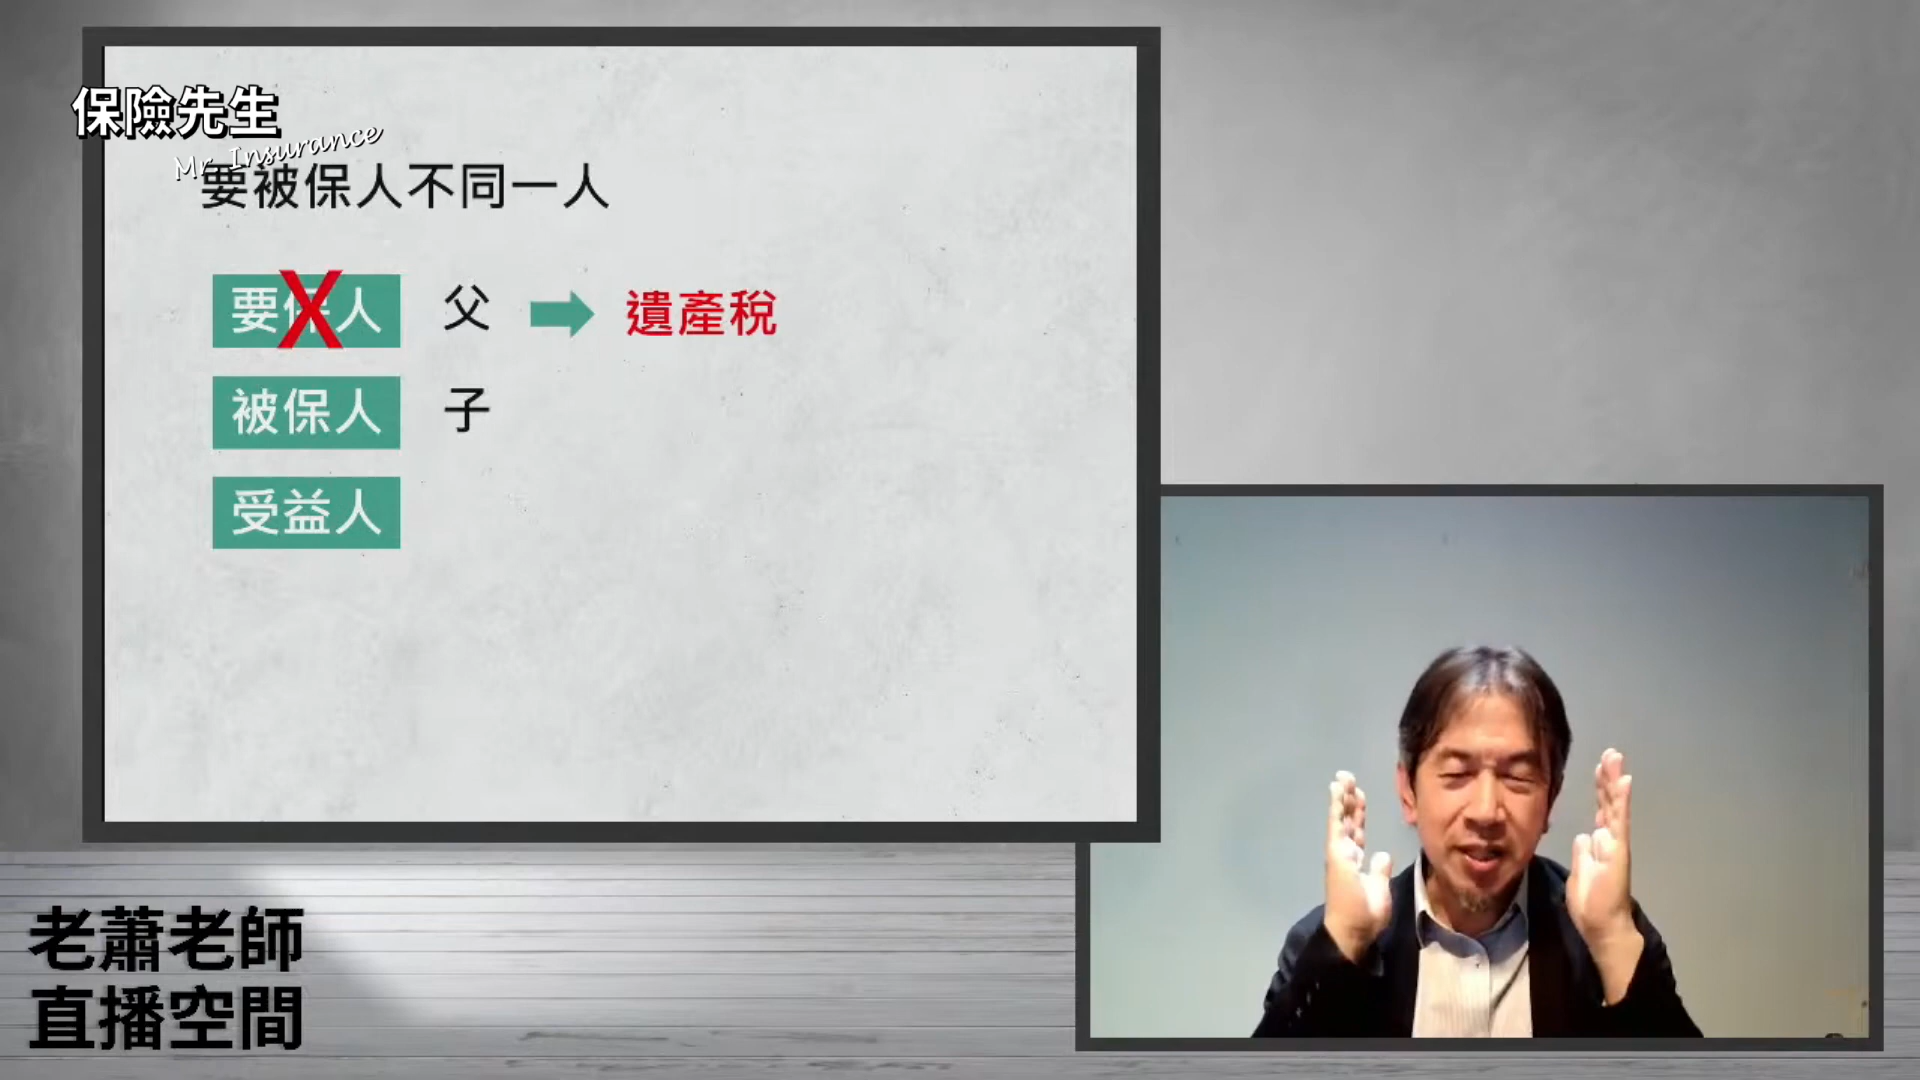 保險先生
Mr. Insurance
要被保人不同一人
要保人 父 遺產稅
X
被保人 子
受益人
老蕭老師
直播空間